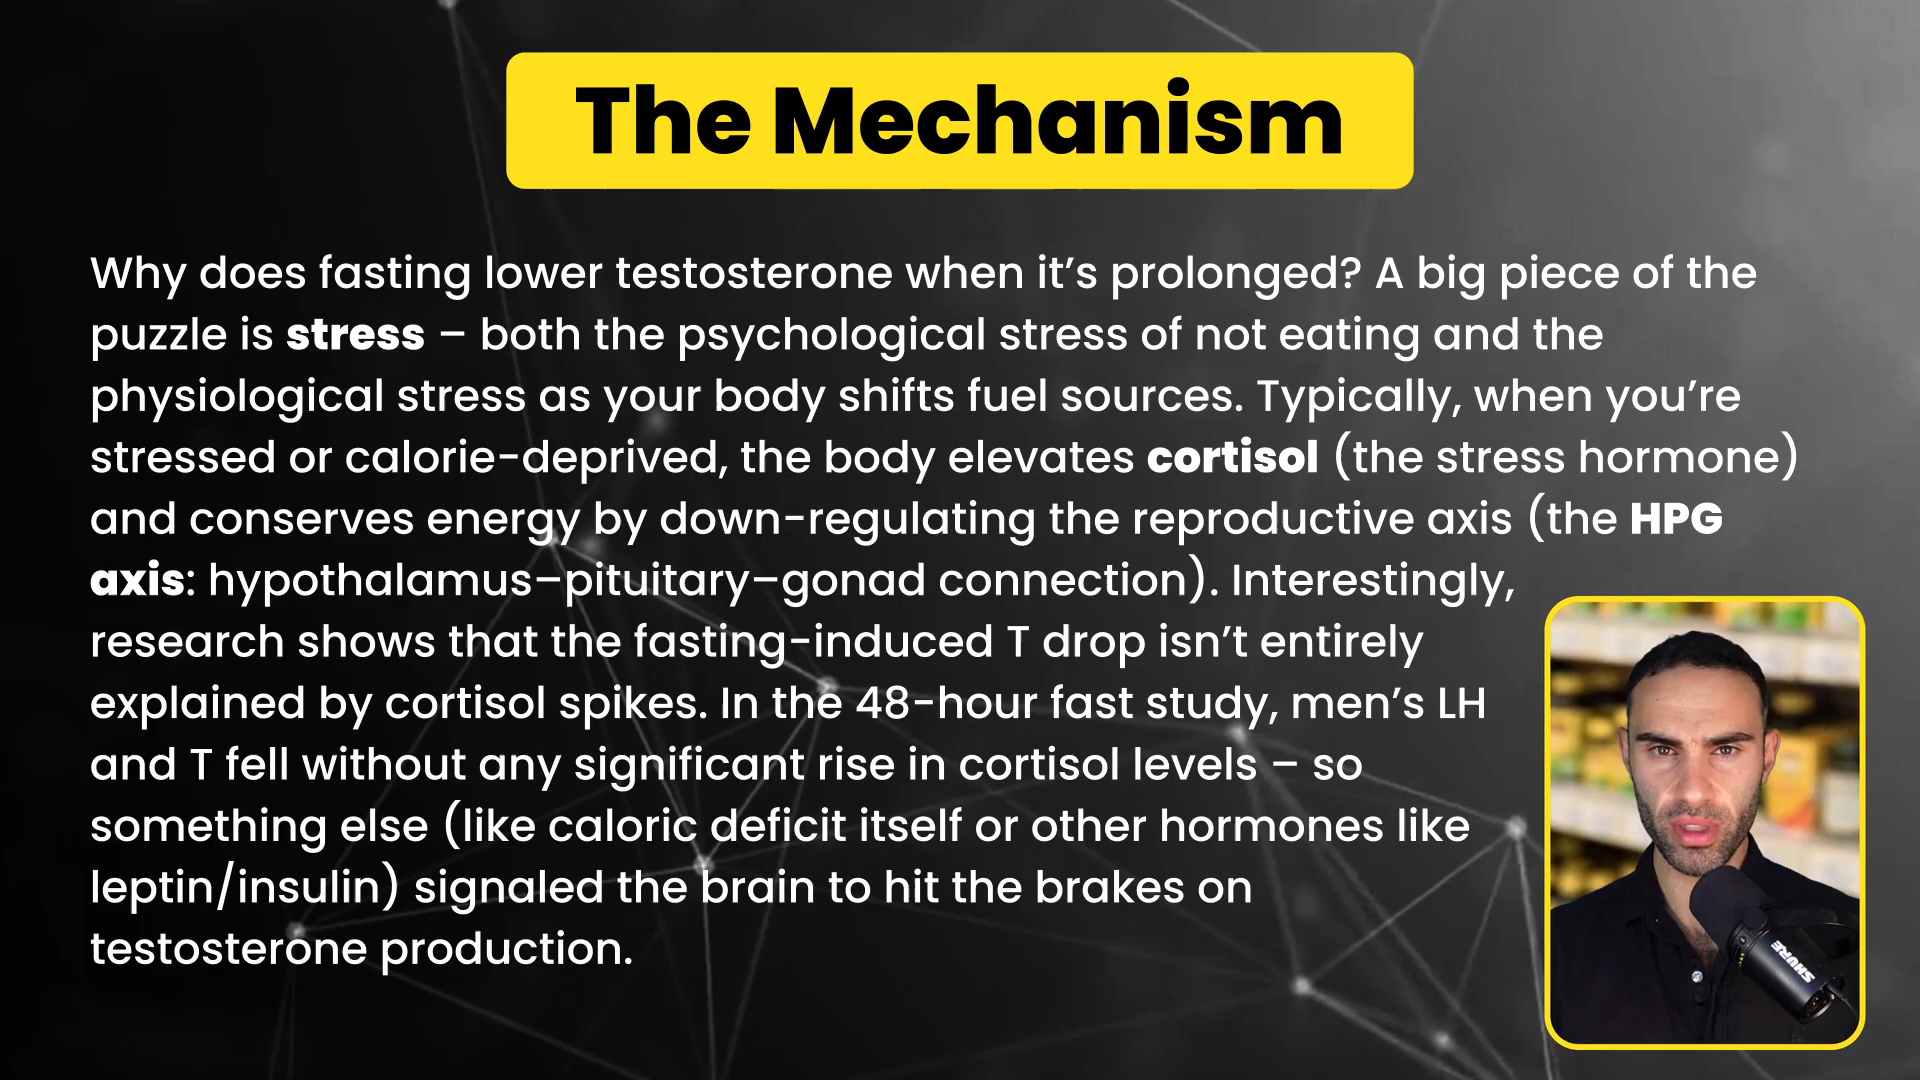 The Mechanism
Why does fasting lower testosterone when it’s prolonged? A big piece of the
puzzle is stress – both the psychological stress of not eating and the
physiological stress as your body shifts fuel sources. Typically, when you’re
stressed or calorie-deprived, the body elevates cortisol (the stress hormone)
and conserves energy by down-regulating the reproductive axis (the HPG
axis: hypothalamus–pituitary–gonad connection). Interestingly,
research shows that the fasting-induced T drop isn’t entirely
explained by cortisol spikes. In the 48-hour fast study, men’s LH
and T fell without any significant rise in cortisol levels – so
something else (like caloric deficit itself or other hormones like
leptin/insulin) signaled the brain to hit the brakes on
testosterone production.
SHURE